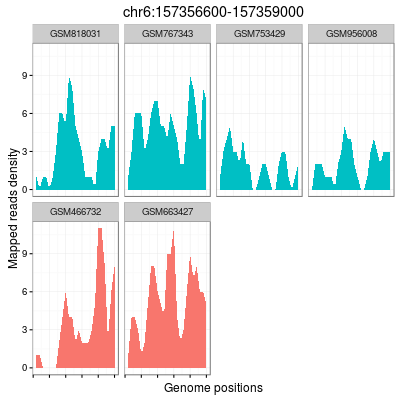 chr6:157356600-157359000
GSM818031 GSM767343 GSM753429 GSM956008
9
6
3
0
GSM466732 GSM663427
9
6
3
0
Mapped reads density
Genome positions